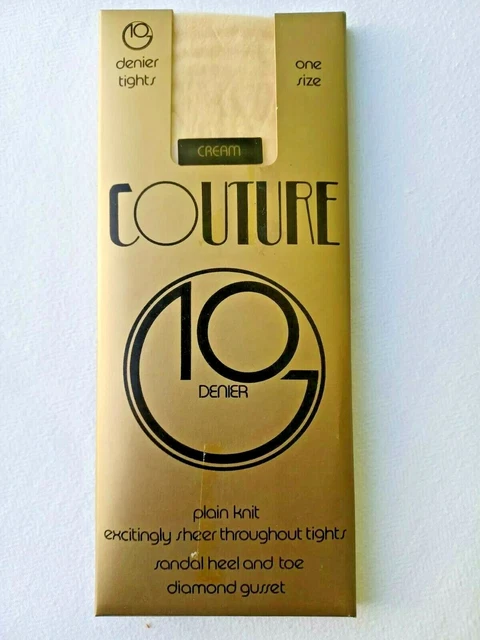 10
denier
tights
one
size
CREAM
COUTURE
10
DENIER
plain knit
excitingly sheer throughout tights
sandal heel and toe
diamond gusset